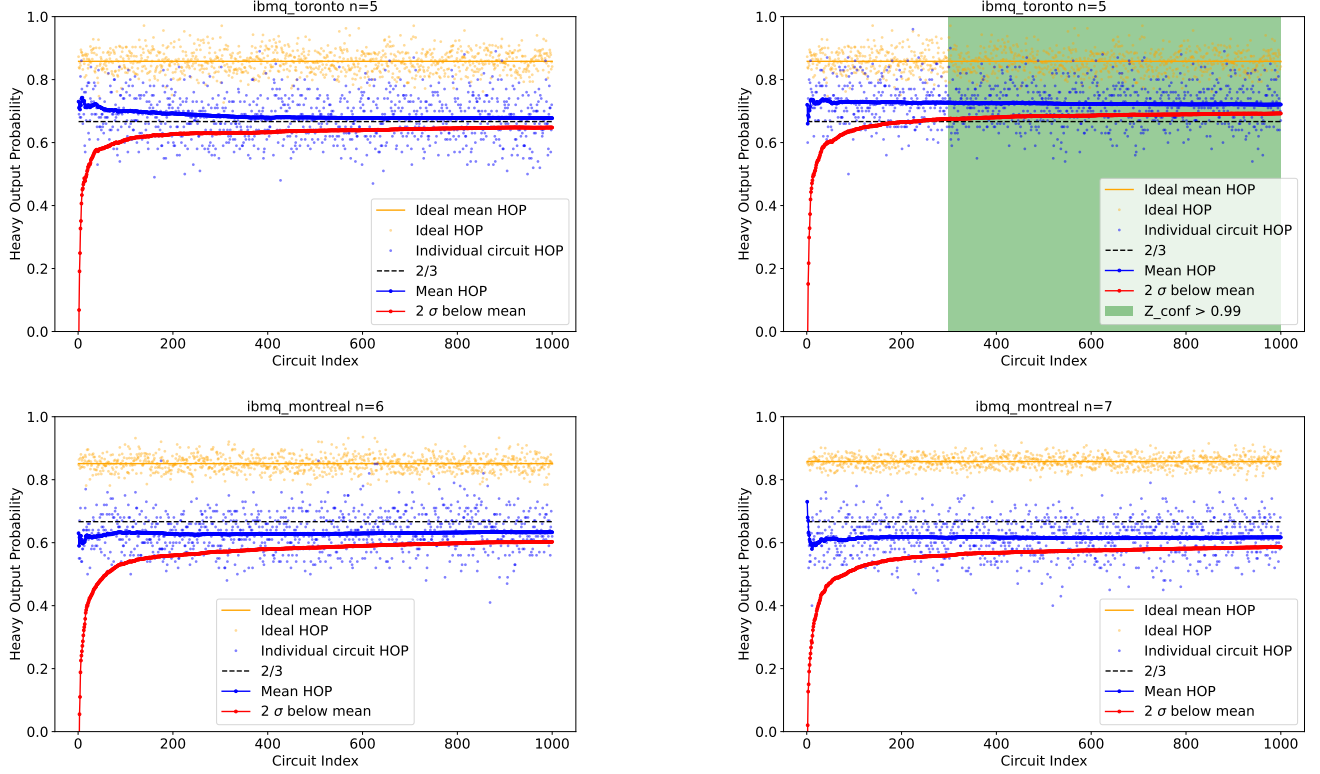 ibmq_toronto n=5
1.0
0.8
0.6
0.4
0.2
0.0
Heavy Output Probability
0 200 400 600 800 1000
Circuit Index
Ideal mean HOP
Ideal HOP
Individual circuit HOP
2/3
Mean HOP
2 σ below mean
ibmq_toronto n=5
1.0
0.8
0.6
0.4
0.2
0.0
Heavy Output Probability
0 200 400 600 800 1000
Circuit Index
Ideal mean HOP
Ideal HOP
Individual circuit HOP
2/3
Mean HOP
2 σ below mean
Z_conf > 0.99
ibmq_montreal n=6
1.0
0.8
0.6
0.4
0.2
0.0
Heavy Output Probability
0 200 400 600 800 1000
Circuit Index
Ideal mean HOP
Ideal HOP
Individual circuit HOP
2/3
Mean HOP
2 σ below mean
ibmq_montreal n=7
1.0
0.8
0.6
0.4
0.2
0.0
Heavy Output Probability
0 200 400 600 800 1000
Circuit Index
Ideal mean HOP
Ideal HOP
Individual circuit HOP
2/3
Mean HOP
2 σ below mean